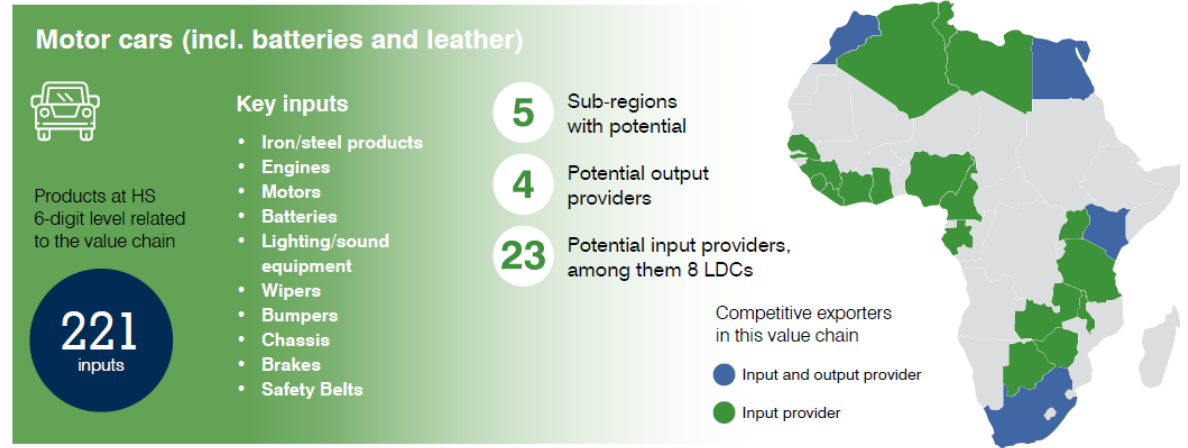 Motor cars (incl. batteries and leather)
Products at HS
6-digit level related
to the value chain
221
inputs
Key inputs
• Iron/steel products
• Engines
• Motors
• Batteries
• Lighting/sound
equipment
• Wipers
• Bumpers
• Chassis
• Brakes
• Safety Belts
5
Sub-regions
with potential
4
Potential output
providers
23
Potential input providers,
among them 8 LDCs
Competitive exporters
in this value chain
Input and output provider
Input provider